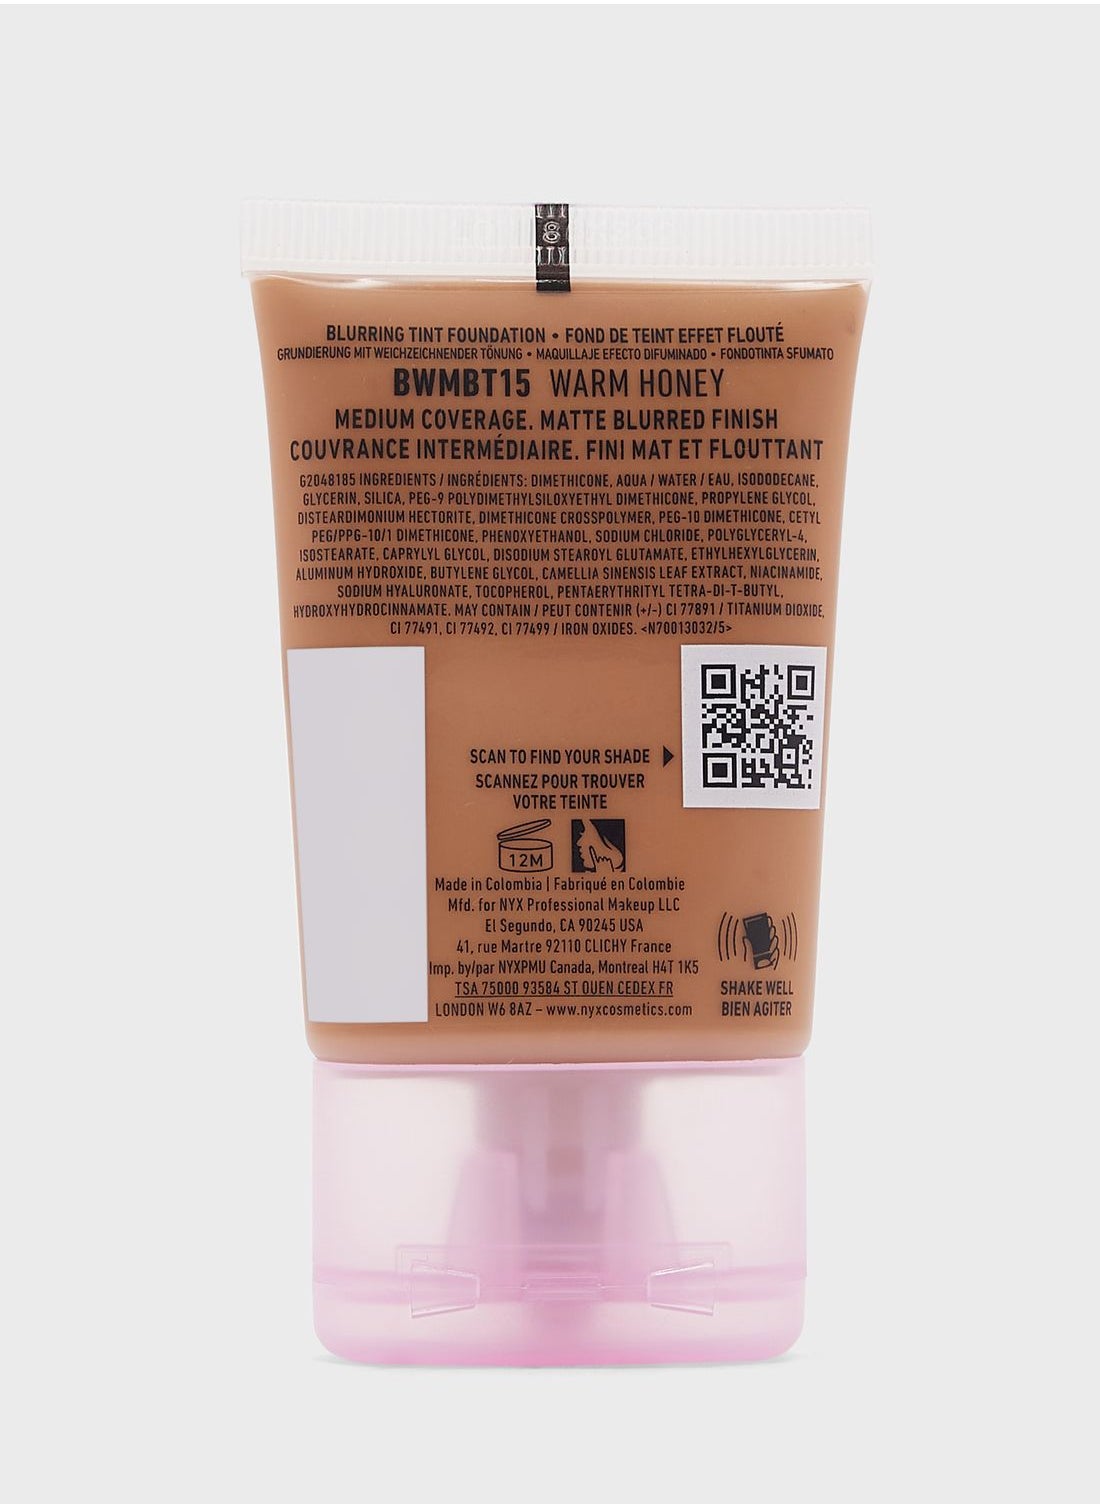 8
BLURRING TINT FOUNDATION • FOND DE TEINT EFFET FLOUTÉ
GRUNDIERUNG MIT WEICHZEICHNENDER TÖNUNG • MAQUILLAJE EFECTO DIFUMINADO • FONDOTINTA SFUMATO
BWMBT15 WARM HONEY
MEDIUM COVERAGE. MATTE BLURRED FINISH
COUVRANCE INTERMÉDIAIRE. FINI MAT ET FLOUTTANT
G2048185 INGREDIENTS / INGRÉDIENTS: DIMETHICONE, AQUA / WATER / EAU, ISODODECANE,
GLYCERIN, SILICA, PEG-9 POLYDIMETHYLSILOXYETHYL DIMETHICONE, PROPYLENE GLYCOL,
DISTEARDIMONIUM HECTORITE, DIMETHICONE CROSSPOLYMER, PEG-10 DIMETHICONE, CETYL
PEG/PPG-10/1 DIMETHICONE, PHENOXYETHANOL, SODIUM CHLORIDE, POLYGLYCERYL-4,
ISOSTEARATE, CAPRYLYL GLYCOL, DISODIUM STEAROYL GLUTAMATE, ETHYLHEXYLGLYCERIN,
ALUMINUM HYDROXIDE, BUTYLENE GLYCOL, CAMELLIA SINENSIS LEAF EXTRACT, NIACINAMIDE,
SODIUM HYALURONATE, TOCOPHEROL, PENTAERYTHRITYL TETRA-DI-T-BUTYL,
HYDROXYHYDROCINNAMATE. MAY CONTAIN / PEUT CONTENIR (+/-) CI 77891 / TITANIUM DIOXIDE,
CI 77491, CI 77492, CI 77499 / IRON OXIDES. <N70013032/5>
SCAN TO FIND YOUR SHADE
SCANNEZ POUR TROUVER
VOTRE TEINTE
12M
Made in Colombia | Fabriqué en Colombie
Mfd. for NYX Professional Makeup LLC
El Segundo, CA 90245 USA
41, rue Martre 92110 CLICHY France
Imp. by/par NYXPMU Canada, Montreal H4T 1K5
TSA 75000 93584 ST OUEN CEDEX FR
LONDON W6 8AZ – www.nyxcosmetics.com
SHAKE WELL
BIEN AGITER